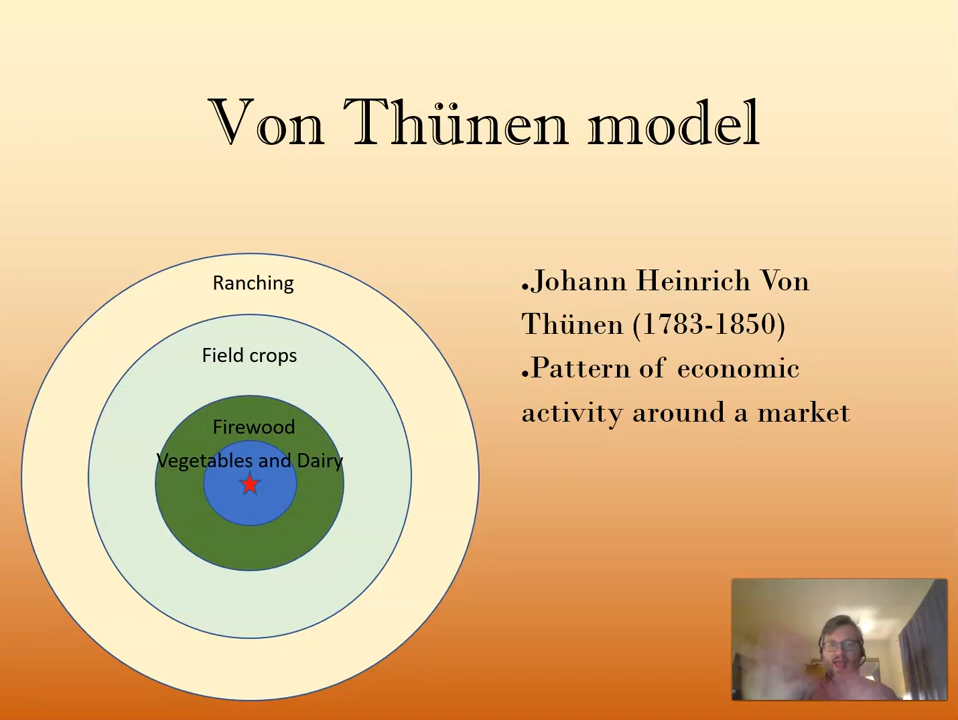 Von Thünen model
Ranching
Field crops
Firewood
Vegetables and Dairy
•Johann Heinrich Von
Thünen (1783-1850)
•Pattern of economic
activity around a market